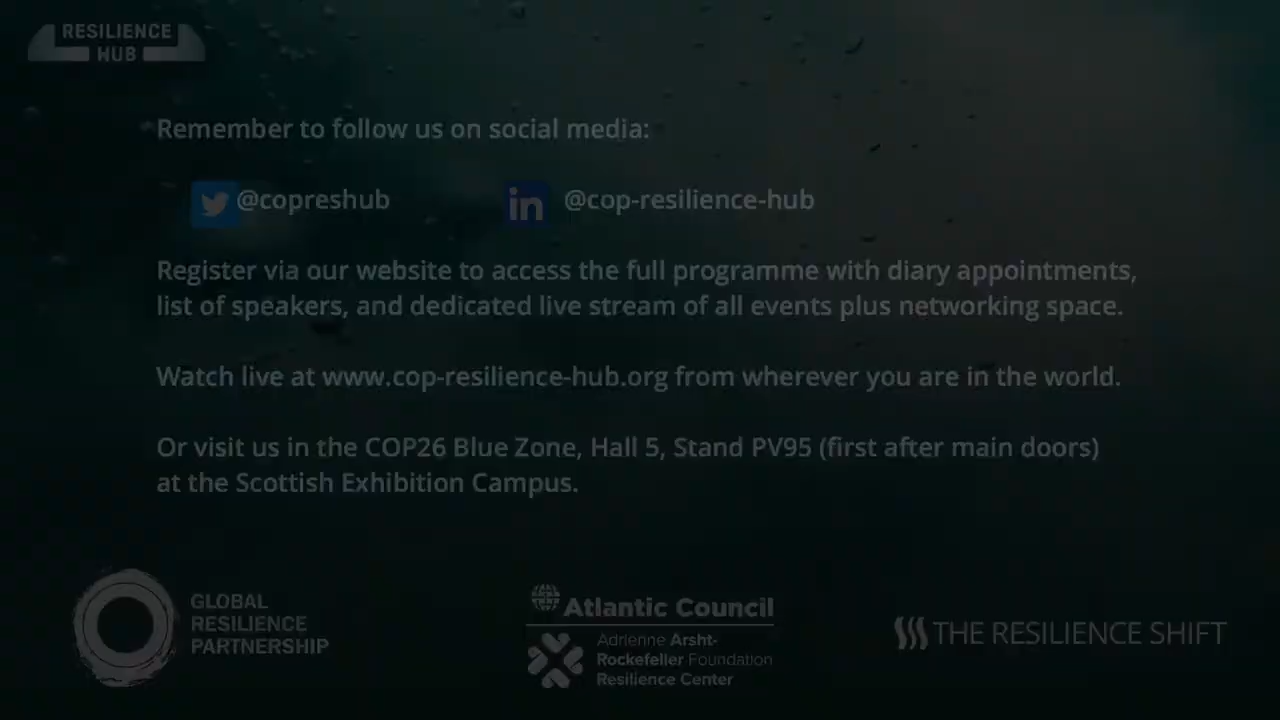 RESILIENCE
HUB
Remember to follow us on social media:
@copreshub
in @cop-resilience-hub
Register via our website to access the full programme with diary appointments,
list of speakers, and dedicated live stream of all events plus networking space.
Watch live at www.cop-resilience-hub.org from wherever you are in the world.
Or visit us in the COP26 Blue Zone, Hall 5, Stand PV95 (first after main doors)
at the Scottish Exhibition Campus.
GLOBAL
RESILIENCE
PARTNERSHIP
Atlantic Council
Adrienne Arsht-
Rockefeller Foundation
Resilience Center
THE RESILIENCE SHIFT